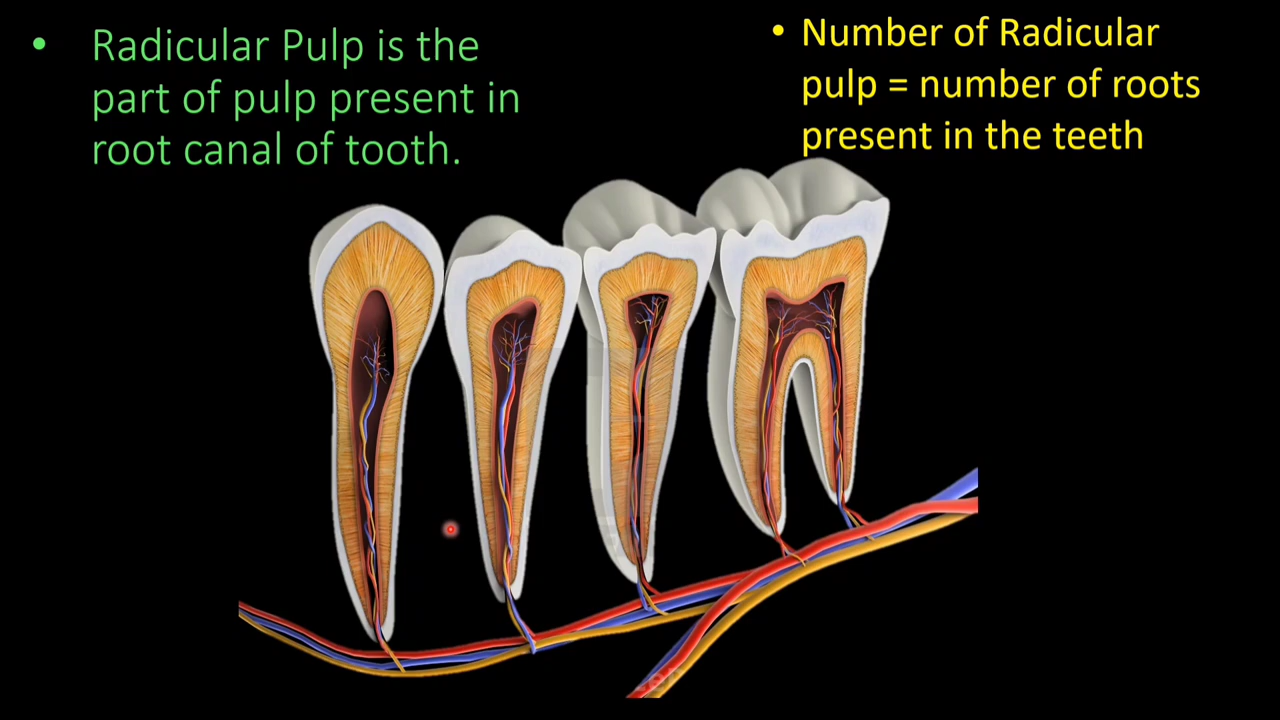 • Radicular Pulp is the
part of pulp present in
root canal of tooth.
• Number of Radicular
pulp = number of roots
present in the teeth